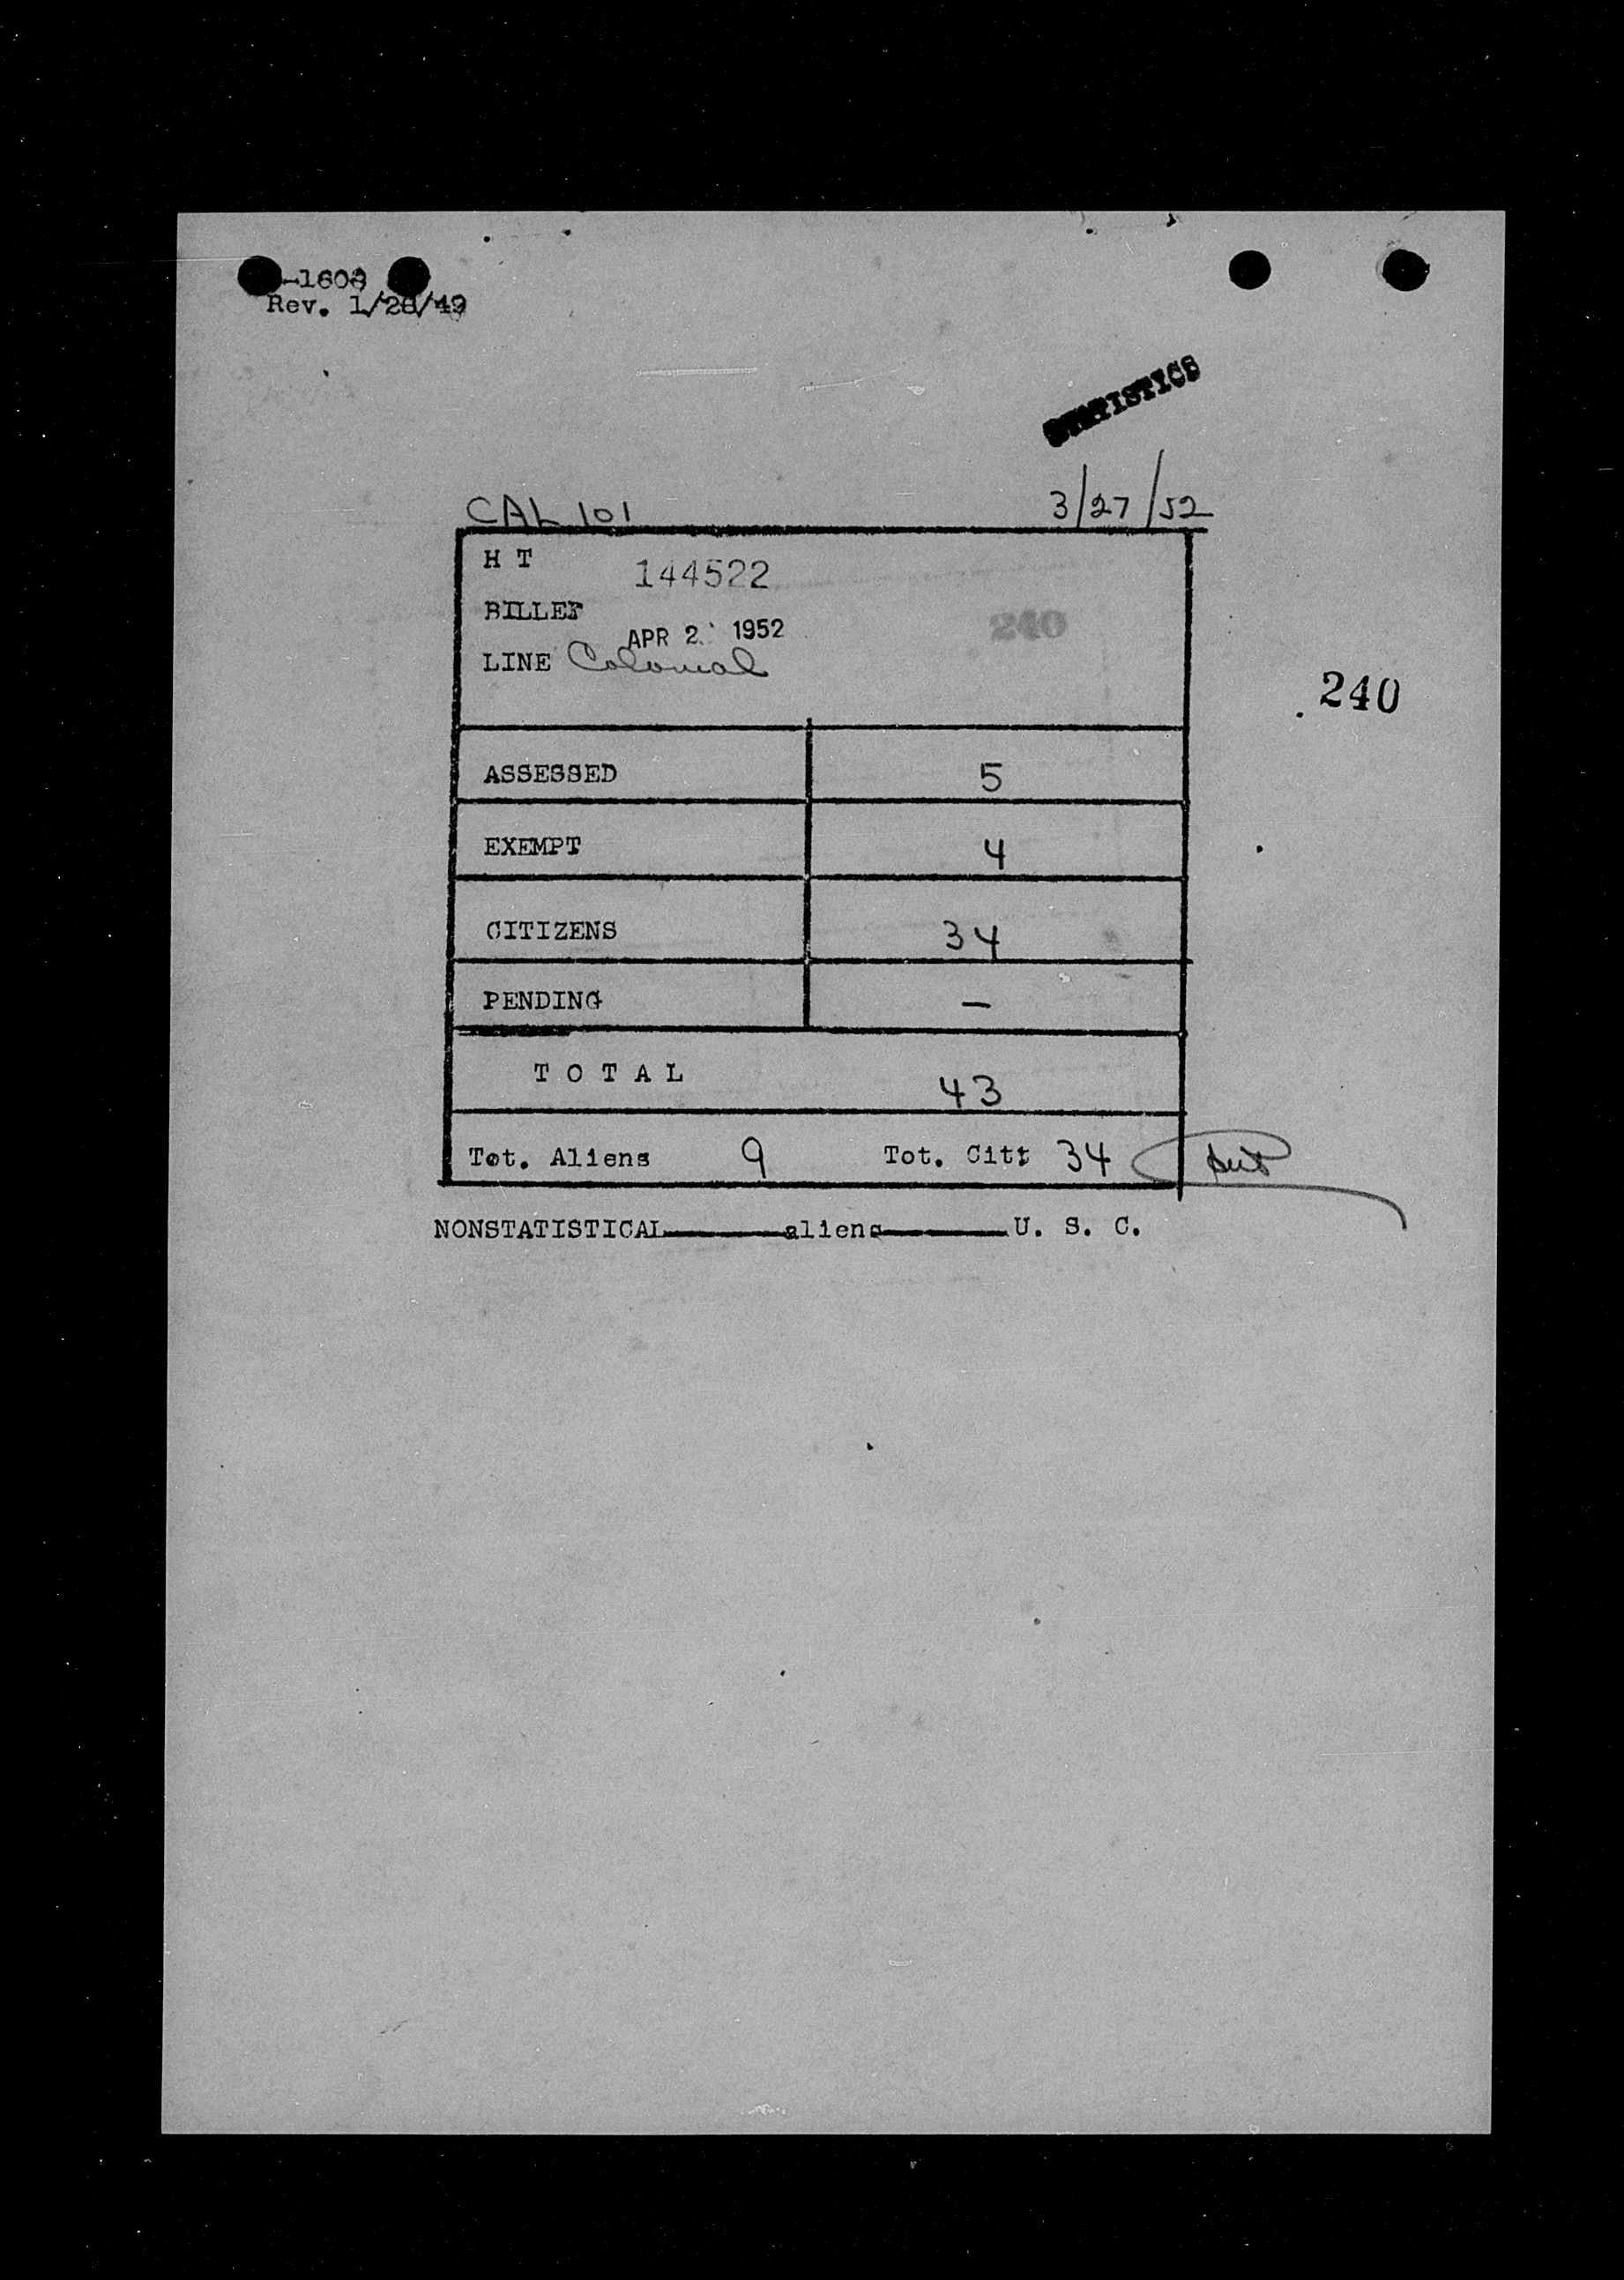 -1608
Rev. 1/28/49
STATISTICS
CAL 101 3/27/52
H T 144522
BILLET
APR 2 1952 240
LINE Colonial
240
ASSESSED 5
EXEMPT 4
CITIZENS 34
PENDING —
T O T A L 43
Tot. Aliens 9 Tot. Citz 34
NONSTATISTICAL aliens U. S. C.